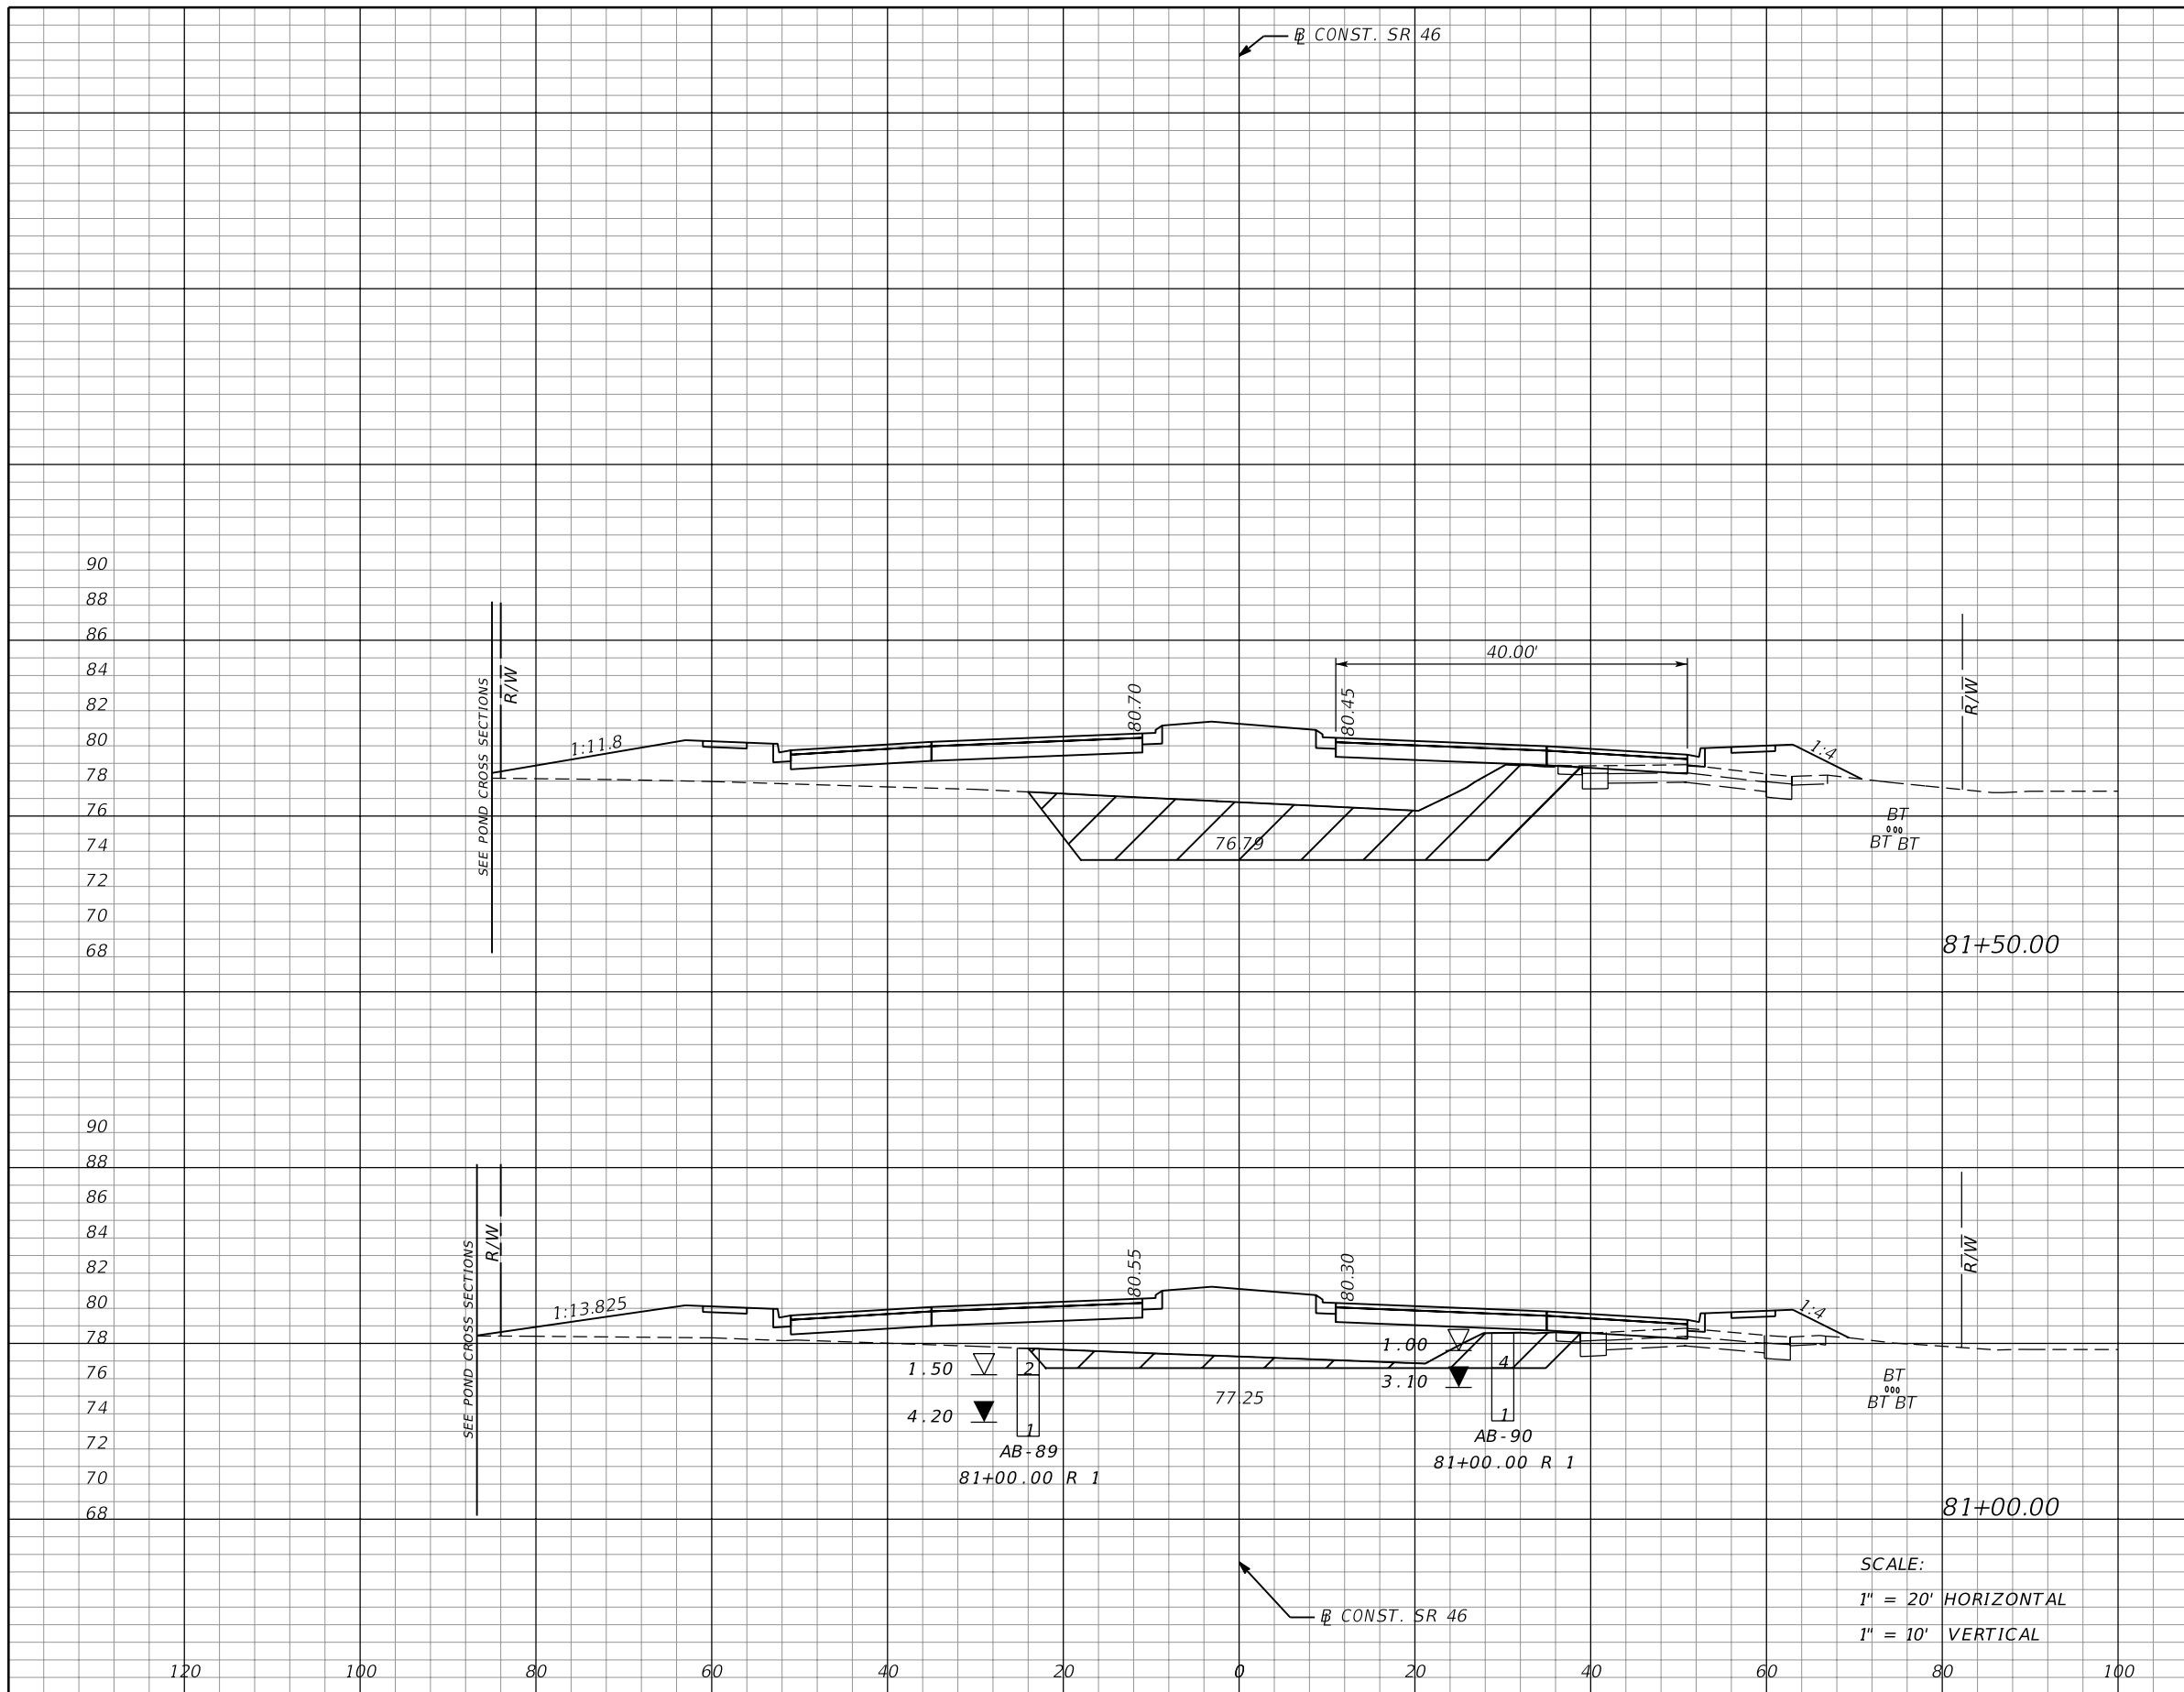 ℄ CONST. SR 46
90
88
86
84
82
80
78
76
74
72
70
68
SEE POND CROSS SECTIONS
R/W
1:11.8
80.70
80.45
40.00'
1:4
R/W
76.79
BT
BT BT
81+50.00
90
88
86
84
82
80
78
76
74
72
70
68
SEE POND CROSS SECTIONS
R/W
1:13.825
80.55
80.30
1:4
R/W
1.50
4.20
2
1
AB-89
81+00.00 R 1
77.25
1.00
3.10
4
1
AB-90
81+00.00 R 1
BT
BT BT
81+00.00
SCALE:
1" = 20' HORIZONTAL
1" = 10' VERTICAL
℄ CONST. SR 46
120 100 80 60 40 20 0 20 40 60 80 100